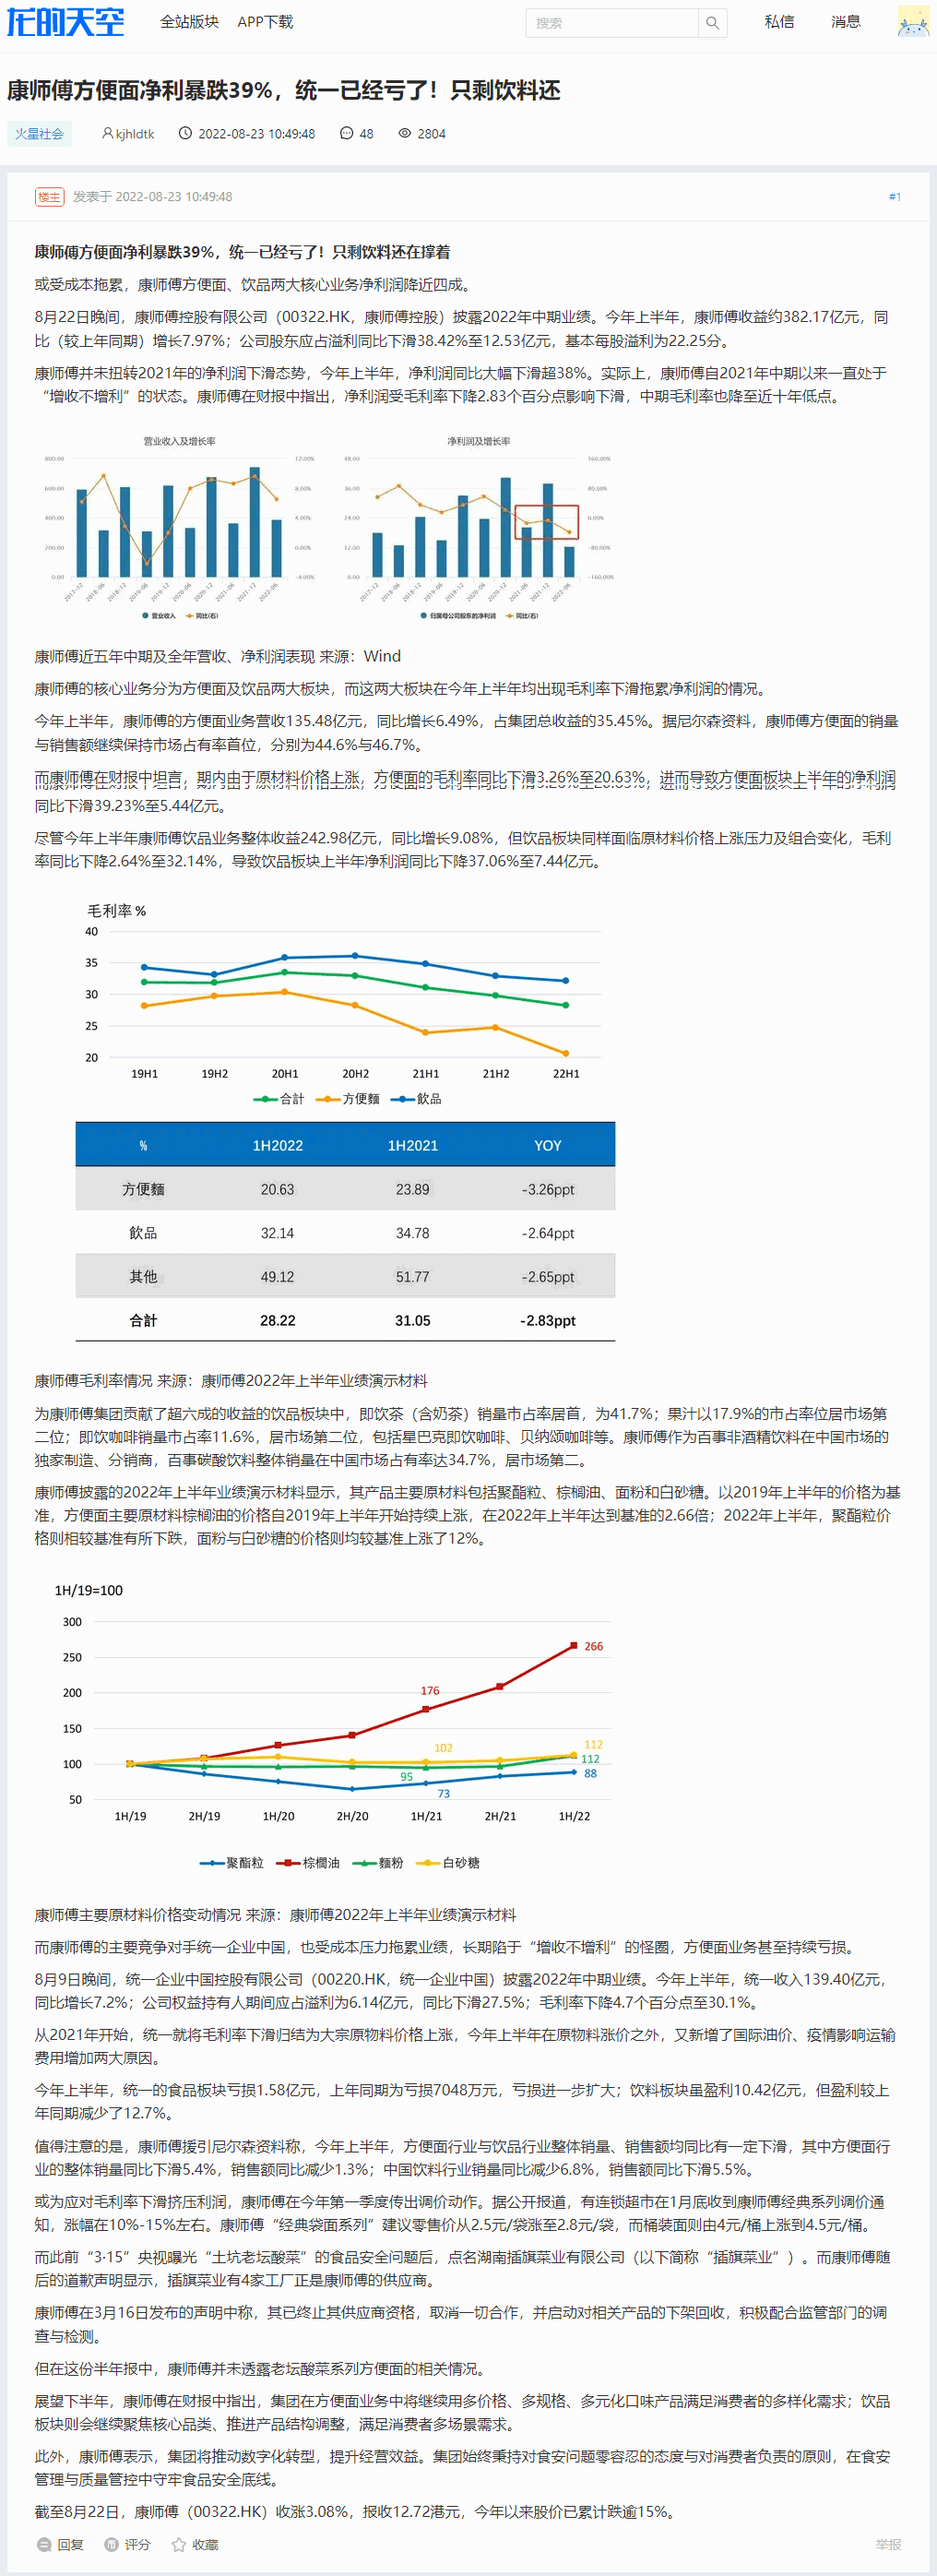 龙的天空
全站版块 APP下载
搜索
私信 消息
康师傅方便面净利暴跌39%，统一已经亏了！只剩饮料还
火星社会 kjhldtk 2022-08-23 10:49:48 48 2804
楼主 发表于 2022-08-23 10:49:48 #1
康师傅方便面净利暴跌39%，统一已经亏了！只剩饮料还在撑着
或受成本拖累，康师傅方便面、饮品两大核心业务净利润降近四成。
8月22日晚间，康师傅控股有限公司（00322.HK，康师傅控股）披露2022年中期业绩。今年上半年，康师傅收益约382.17亿元，同
比（较上年同期）增长7.97%；公司股东应占溢利同比下滑38.42%至12.53亿元，基本每股溢利为22.25分。
康师傅并未扭转2021年的净利润下滑态势，今年上半年，净利润同比大幅下滑超38%。实际上，康师傅自2021年中期以来一直处于
“增收不增利”的状态。康师傅在财报中指出，净利润受毛利率下降2.83个百分点影响下滑，中期毛利率也降至近十年低点。
营业收入及增长率
800.00 12.00%
600.00 8.00%
400.00 4.00%
200.00 0.00%
0.00 -4.00%
2017-12 2018-06 2018-12 2019-06 2019-12 2020-06 2020-12 2021-06 2021-12 2022-06
营业收入 同比(右)
净利润及增长率
48.00 160.00%
36.00 80.00%
24.00 0.00%
12.00 -80.00%
0.00 -160.00%
2017-12 2018-06 2018-12 2019-06 2019-12 2020-06 2020-12 2021-06 2021-12 2022-06
归属母公司股东的净利润 同比(右)
康师傅近五年中期及全年营收、净利润表现 来源：Wind
康师傅的核心业务分为方便面及饮品两大板块，而这两大板块在今年上半年均出现毛利率下滑拖累净利润的情况。
今年上半年，康师傅的方便面业务营收135.48亿元，同比增长6.49%，占集团总收益的35.45%。据尼尔森资料，康师傅方便面的销量
与销售额继续保持市场占有率首位，分别为44.6%与46.7%。
而康师傅在财报中坦言，期内由于原材料价格上涨，方便面的毛利率同比下滑3.26%至20.63%，进而导致方便面板块上半年的净利润
同比下滑39.23%至5.44亿元。
尽管今年上半年康师傅饮品业务整体收益242.98亿元，同比增长9.08%，但饮品板块同样面临原材料价格上涨压力及组合变化，毛利
率同比下降2.64%至32.14%，导致饮品板块上半年净利润同比下降37.06%至7.44亿元。
毛利率%
40
35
30
25
20
19H1 19H2 20H1 20H2 21H1 21H2 22H1
合計 方便麵 飲品
% 1H2022 1H2021 YOY
方便麵 20.63 23.89 -3.26ppt
飲品 32.14 34.78 -2.64ppt
其他 49.12 51.77 -2.65ppt
合計 28.22 31.05 -2.83ppt
康师傅毛利率情况 来源：康师傅2022年上半年业绩演示材料
为康师傅集团贡献了超六成的收益的饮品板块中，即饮茶（含奶茶）销量市占率居首，为41.7%；果汁以17.9%的市占率位居市场第
二位；即饮咖啡销量市占率11.6%，居市场第二位，包括星巴克即饮咖啡、贝纳颂咖啡等。康师傅作为百事非酒精饮料在中国市场的
独家制造、分销商，百事碳酸饮料整体销量在中国市场占有率达34.7%，居市场第二。
康师傅披露的2022年上半年业绩演示材料显示，其产品主要原材料包括聚酯粒、棕榈油、面粉和白砂糖。以2019年上半年的价格为基
准，方便面主要原材料棕榈油的价格自2019年上半年开始持续上涨，在2022年上半年达到基准的2.66倍；2022年上半年，聚酯粒价
格则相较基准有所下跌，面粉与白砂糖的价格则均较基准上涨了12%。
1H/19=100
300
250
200
150
100
50
266
176
112
102
112
95
88
73
1H/19 2H/19 1H/20 2H/20 1H/21 2H/21 1H/22
聚酯粒 棕櫚油 麵粉 白砂糖
康师傅主要原材料价格变动情况 来源：康师傅2022年上半年业绩演示材料
而康师傅的主要竞争对手统一企业中国，也受成本压力拖累业绩，长期陷于“增收不增利”的怪圈，方便面业务甚至持续亏损。
8月9日晚间，统一企业中国控股有限公司（00220.HK，统一企业中国）披露2022年中期业绩。今年上半年，统一收入139.40亿元，
同比增长7.2%；公司权益持有人期间应占溢利为6.14亿元，同比下滑27.5%；毛利率下降4.7个百分点至30.1%。
从2021年开始，统一就将毛利率下滑归结为大宗原物料价格上涨，今年上半年在原物料涨价之外，又新增了国际油价、疫情影响运输
费用增加两大原因。
今年上半年，统一的食品板块亏损1.58亿元，上年同期为亏损7048万元，亏损进一步扩大；饮料板块虽盈利10.42亿元，但盈利较上
年同期减少了12.7%。
值得注意的是，康师傅援引尼尔森资料称，今年上半年，方便面行业与饮品行业整体销量、销售额均同比有一定下滑，其中方便面行
业的整体销量同比下滑5.4%，销售额同比减少1.3%；中国饮料行业销量同比减少6.8%，销售额同比下滑5.5%。
或为应对毛利率下滑挤压利润，康师傅在今年第一季度传出调价动作。据公开报道，有连锁超市在1月底收到康师傅经典系列调价通
知，涨幅在10%-15%左右。康师傅“经典袋面系列”建议零售价从2.5元/袋涨至2.8元/袋，而桶装面则由4元/桶上涨到4.5元/桶。
而此前“3·15”央视曝光“土坑老坛酸菜”的食品安全问题后，点名湖南插旗菜业有限公司（以下简称“插旗菜业”）。而康师傅随
后的道歉声明显示，插旗菜业有4家工厂正是康师傅的供应商。
康师傅在3月16日发布的声明中称，其已终止其供应商资格，取消一切合作，并启动对相关产品的下架回收，积极配合监管部门的调
查与检测。
但在这份半年报中，康师傅并未透露老坛酸菜系列方便面的相关情况。
展望下半年，康师傅在财报中指出，集团在方便面业务中将继续用多价格、多规格、多元化口味产品满足消费者的多样化需求；饮品
板块则会继续聚焦核心品类、推进产品结构调整，满足消费者多场景需求。
此外，康师傅表示，集团将推动数字化转型，提升经营效益。集团始终秉持对食安问题零容忍的态度与对消费者负责的原则，在食安
管理与质量管控中守牢食品安全底线。
截至8月22日，康师傅（00322.HK）收涨3.08%，报收12.72港元，今年以来股价已累计跌逾15%。
回复 评分 收藏 举报